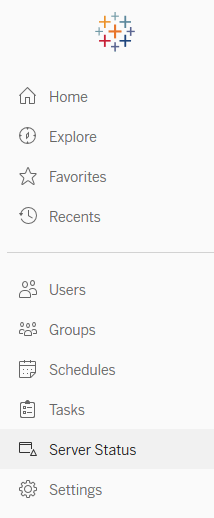 Home
Explore
Favorites
Recents
Users
Groups
Schedules
Tasks
Server Status
Settings